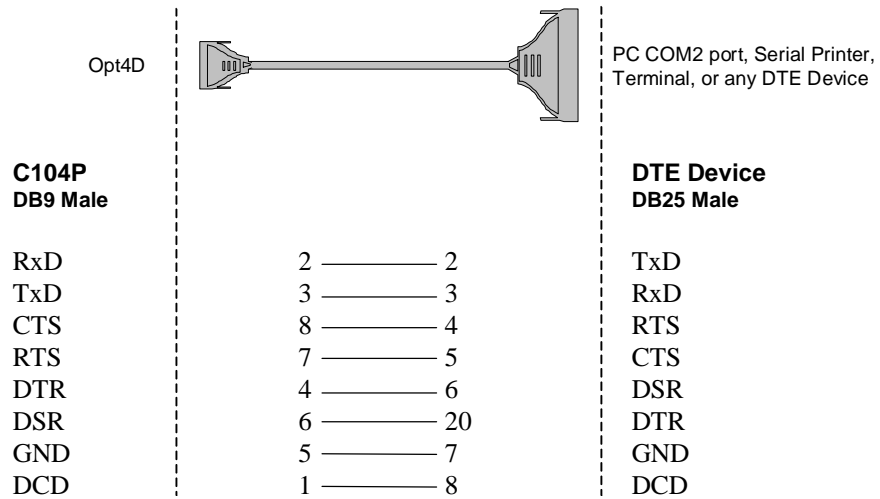 Opt4D
PC COM2 port, Serial Printer,
Terminal, or any DTE Device
C104P
DB9 Male
DTE Device
DB25 Male
RxD 2 2 TxD
TxD 3 3 RxD
CTS 8 4 RTS
RTS 7 5 CTS
DTR 4 6 DSR
DSR 6 20 DTR
GND 5 7 GND
DCD 1 8 DCD